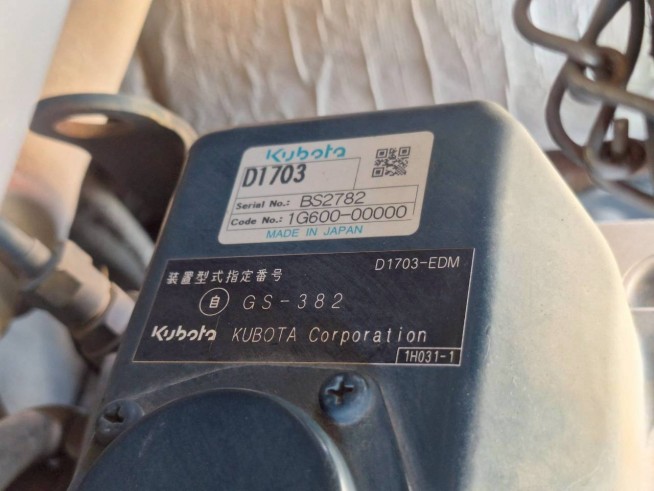 Kubota
D1703
Serial No.: BS2782
Code No.: 1G600-00000
MADE IN JAPAN
D1703-EDM
装置型式指定番号
自 GS-382
Kubota KUBOTA Corporation
1H031-1